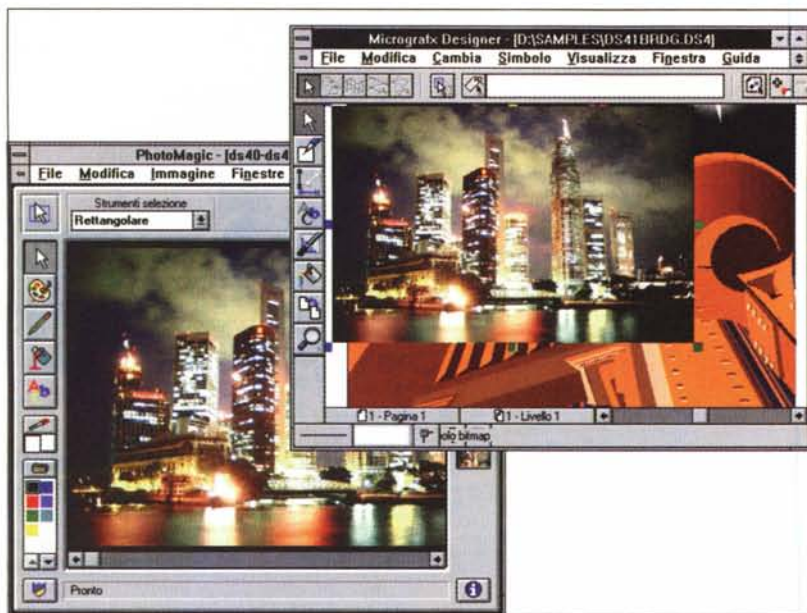 Micrografx Designer - [D:\SAMPLES\DS41BRDG.DS4]
File Modifica Cambia Simbolo Visualizza Finestra Guida
PhotoMagic - [ds40-ds4
File Modifica Immagine Finestre
Strumenti selezione
Rettangolare
1 - Pagina 1
1 - Livello 1
olo bitmap
Pronto